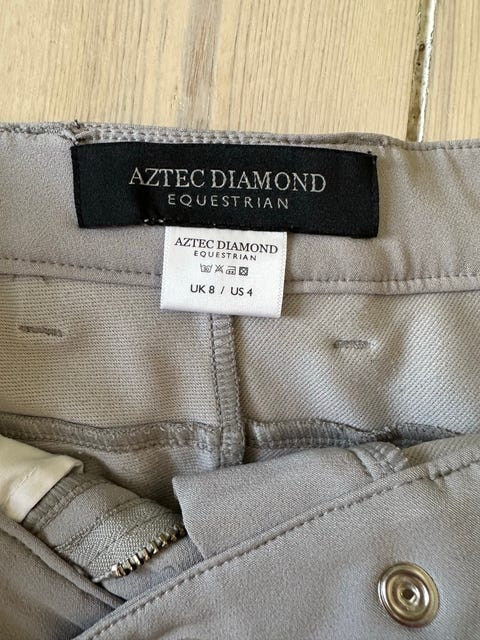 AZTEC DIAMOND
EQUESTRIAN
AZTEC DIAMOND
EQUESTRIAN
UK 8 / US 4